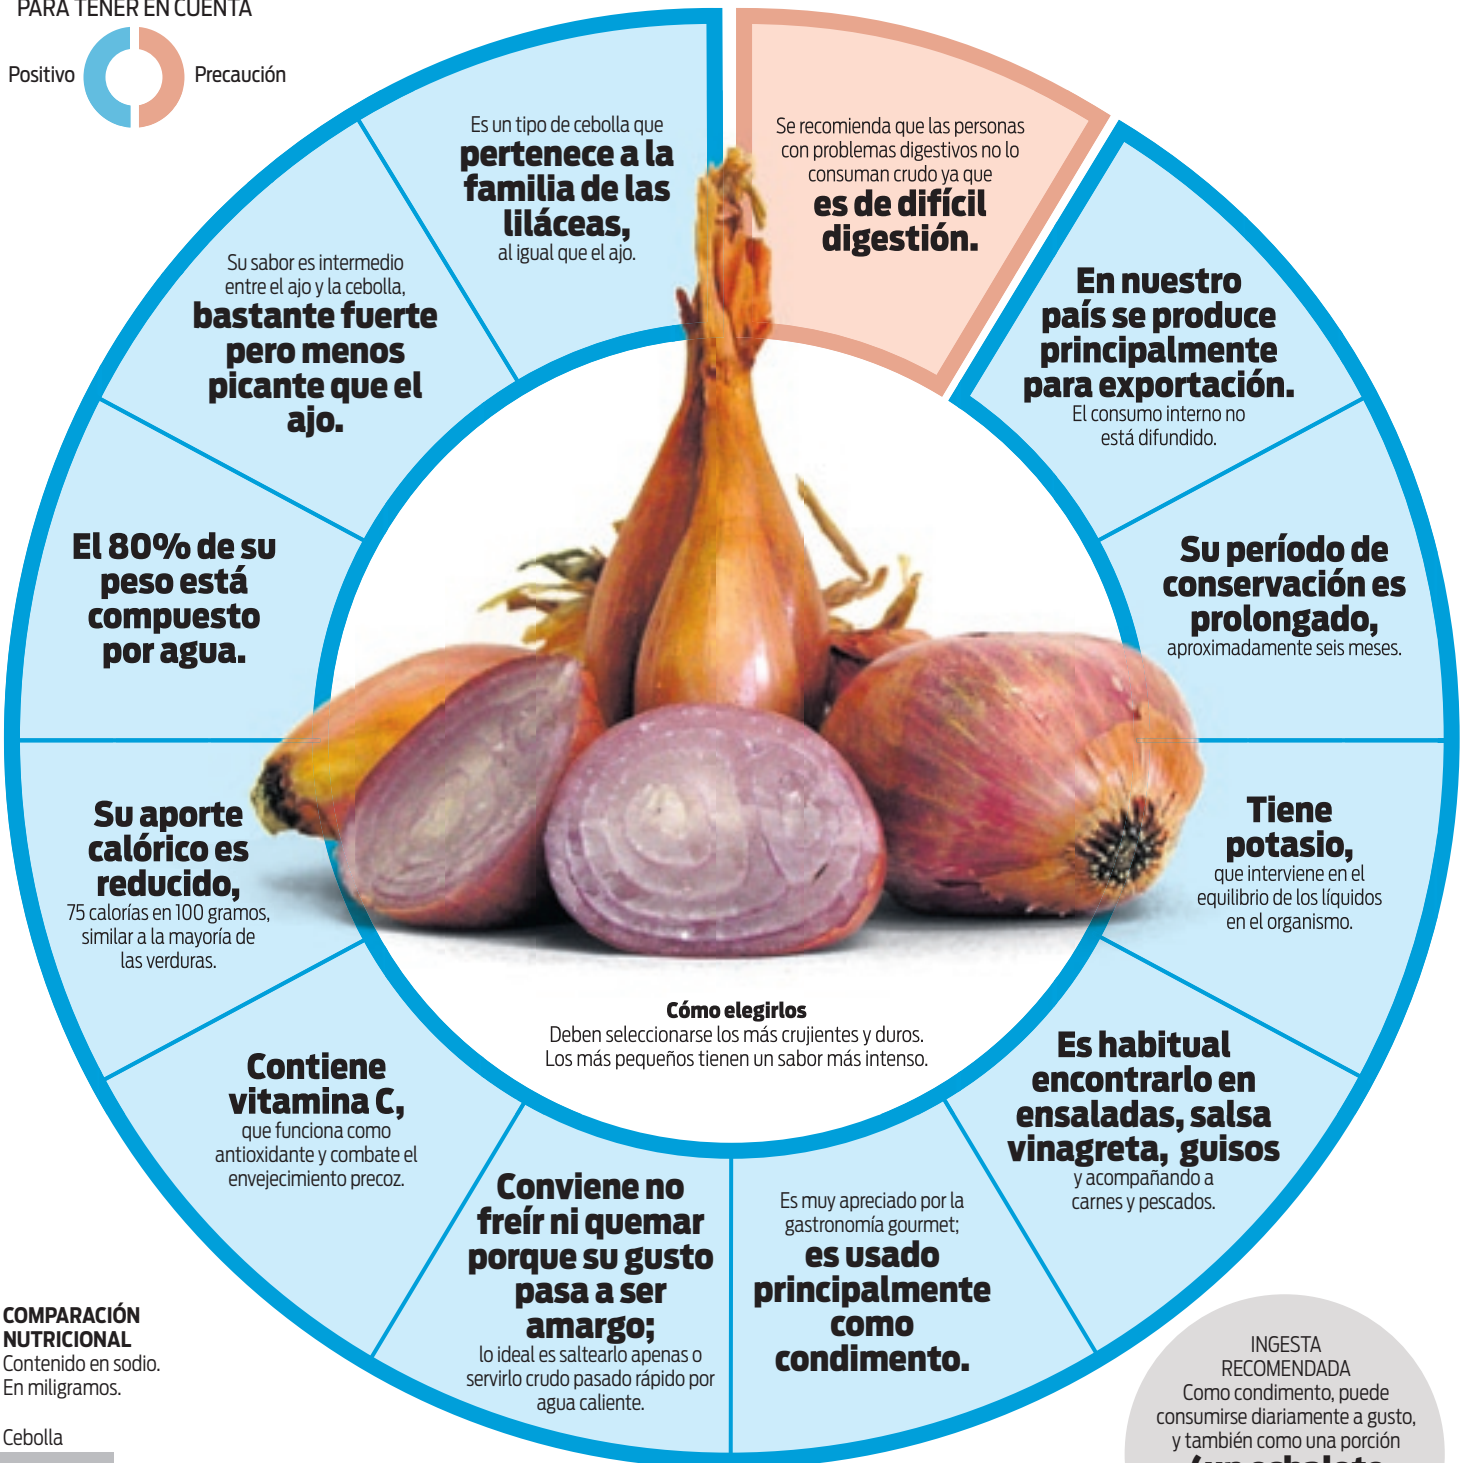 PARA TENER EN CUENTA
Positivo
Precaución
Es un tipo de cebolla que
pertenece a la
familia de las
liláceas,
al igual que el ajo.
Se recomienda que las personas
con problemas digestivos no lo
consuman crudo ya que
es de difícil
digestión.
En nuestro
país se produce
principalmente
para exportación.
El consumo interno no
está difundido.
Su período de
conservación es
prolongado,
aproximadamente seis meses.
Tiene
potasio,
que interviene en el
equilibrio de los líquidos
en el organismo.
Es habitual
encontrarlo en
ensaladas, salsa
vinagreta, guisos
y acompañando a
carnes y pescados.
Es muy apreciado por la
gastronomía gourmet;
es usado
principalmente
como
condimento.
Conviene no
freír ni quemar
porque su gusto
pasa a ser
amargo;
lo ideal es saltearlo apenas o
servirlo crudo pasado rápido por
agua caliente.
Contiene
vitamina C,
que funciona como
antioxidante y combate el
envejecimiento precoz.
Su aporte
calórico es
reducido,
75 calorías en 100 gramos,
similar a la mayoría de
las verduras.
El 80% de su
peso está
compuesto
por agua.
Su sabor es intermedio
entre el ajo y la cebolla,
bastante fuerte
pero menos
picante que el
ajo.
Cómo elegirlos
Deben seleccionarse los más crujientes y duros.
Los más pequeños tienen un sabor más intenso.
COMPARACIÓN
NUTRICIONAL
Contenido en sodio.
En miligramos.
Cebolla
INGESTA
RECOMENDADA
Como condimento, puede
consumirse diariamente a gusto,
y también como una porción